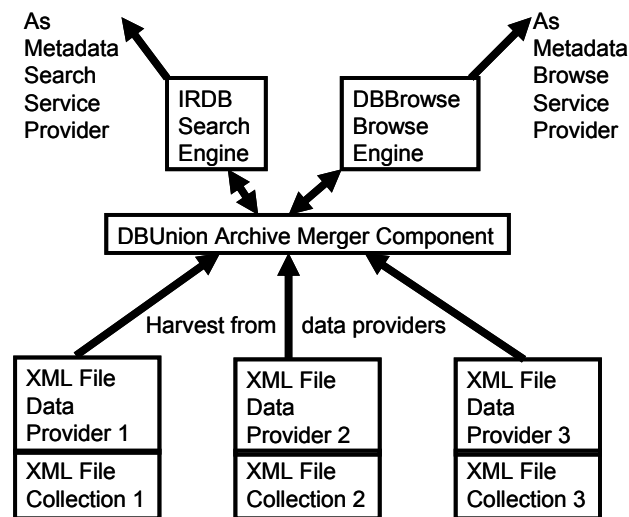 As
Metadata
Search
Service
Provider
IRDB
Search
Engine
DBBrowse
Browse
Engine
As
Metadata
Browse
Service
Provider
DBUnion Archive Merger Component
Harvest from data providers
XML File
Data
Provider 1
XML File
Collection 1
XML File
Data
Provider 2
XML File
Collection 2
XML File
Data
Provider 3
XML File
Collection 3